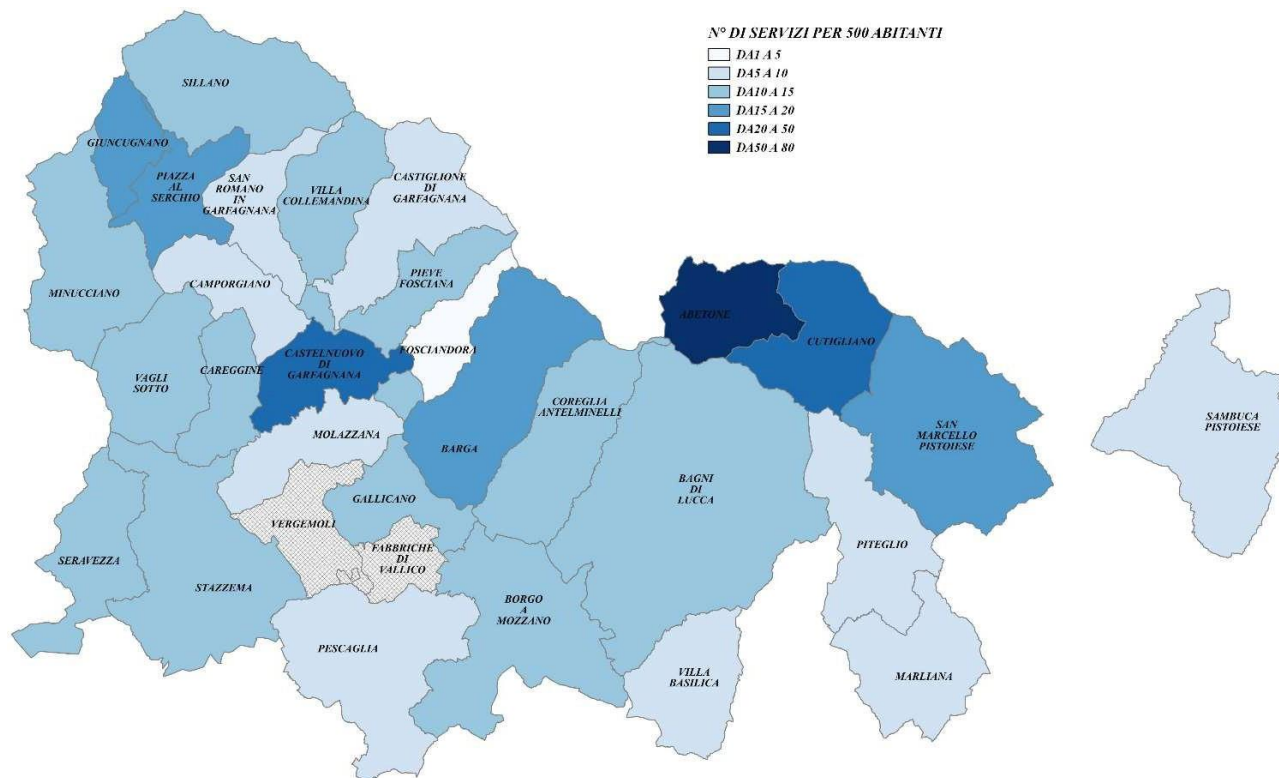 N° DI SERVIZI PER 500 ABITANTI
DA1 A 5
DA5 A 10
DA10 A 15
DA15 A 20
DA20 A 50
DA50 A 80
SILLANO
GIUNCUGNANO
PIAZZA
AL
SERCHIO
SAN
ROMANO
IN
GARFAGNANA
VILLA
COLLEMANDINA
CASTIGLIONE
DI
GARFAGNANA
MINUCCIANO
CAMPORGIANO
PIEVE
FOSCIANA
VAGLI
SOTTO
CAREGGINE
CASTELNUOVO
DI
GARFAGNANA
FOSCIANDORA
ABETONE
CUTIGLIANO
COREGLIA
ANTELMINELLI
SAN
MARCELLO
PISTOIESE
SAMBUCA
PISTOIESE
MOLAZZANA
BARGA
BAGNI
DI
LUCCA
GALLICANO
VERGEMOLI
FABBRICHE
DI
VALLICO
PITEGLIO
SERAVEZZA
STAZZEMA
BORGO
A
MOZZANO
PESCAGLIA
VILLA
BASILICA
MARLIANA